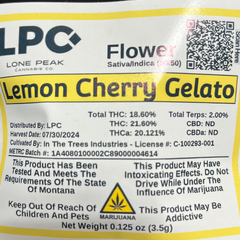 LPC
LONE PEAK
CANNABIS CO.
Flower
Sativa/Indica (50/50)
Lemon Cherry Gelato
Total THC: 18.60% Total Terps: 2.00%
Distributed By: LPC THC: 21.60% CBD: ND
Harvest Date: 07/30/2024 THCa: 20.121% CBDa: ND
Cultivated By: In The Trees Industries - License #: C-100293-001
METRC Batch #: 1A4080100002C89000004614
This Product Has Been
Tested And Meets The
Requirements Of The State
Of Montana
This Product May Have
Intoxicating Effects. Do Not
Drive While Under The
Influence of Marijuana
Keep Out Of Reach Of
Children And Pets
MARIJUANA
This Product May Be
Addictive
Net Weight 0.125 oz (3.5g)